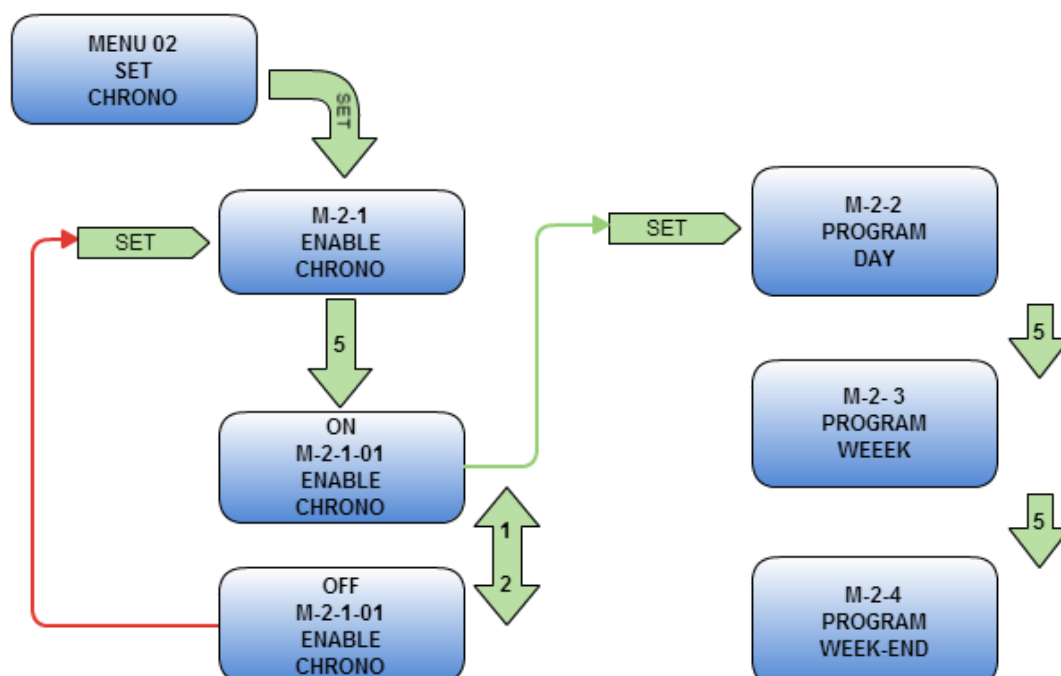 MENU 02
SET
CHRONO
SET
M-2-1
ENABLE
CHRONO
SET
5
ON
M-2-1-01
ENABLE
CHRONO
1
2
OFF
M-2-1-01
ENABLE
CHRONO
SET
M-2-2
PROGRAM
DAY
5
M-2- 3
PROGRAM
WEEEK
5
M-2-4
PROGRAM
WEEK-END